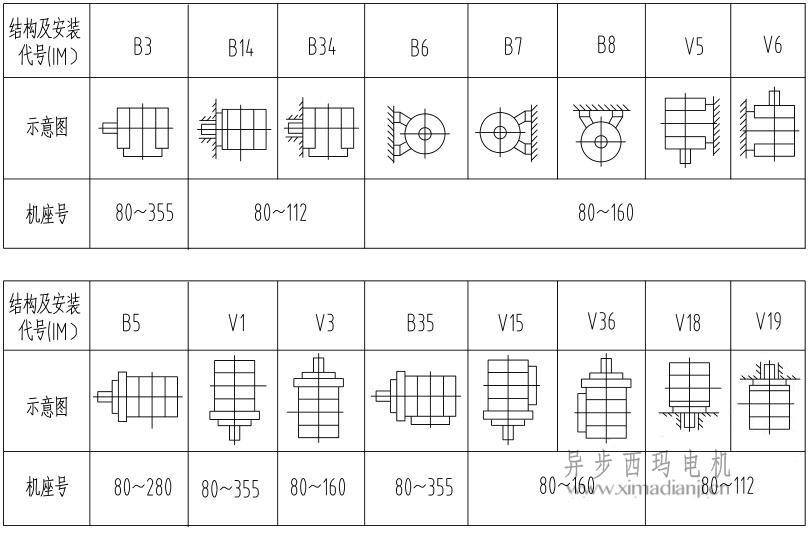 结构及安装
代号(IM)
B3
B14
B34
B6
B7
B8
V5
V6
示意图
机座号
80~355
80~112
80~160
结构及安装
代号(IM)
B5
V1
V3
B35
V15
V36
V18
V19
示意图
机座号
80~280
80~355
80~160
80~355
80~160
80~112
异步西玛电机
www.ximadianji.cn